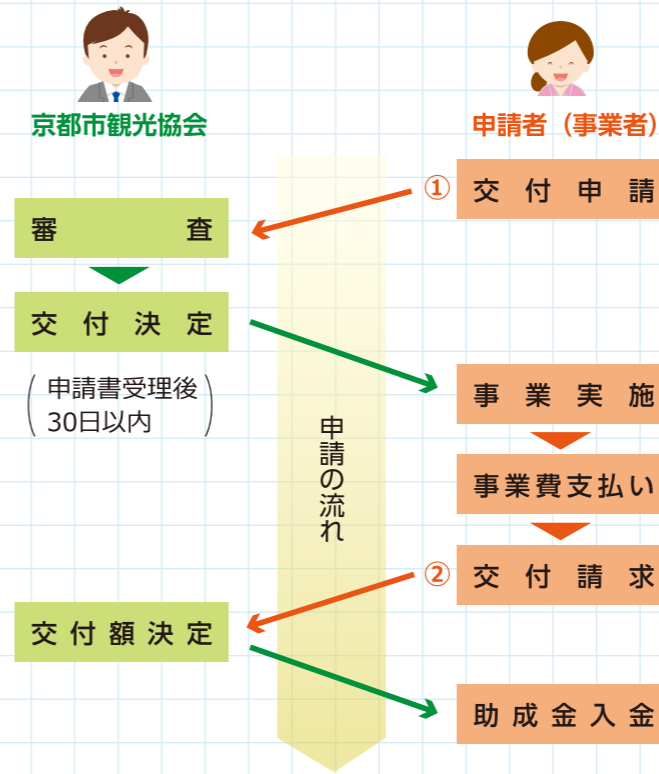 京都市観光協会
申請者（事業者）
① 交付申請
審査
交付決定
（申請書受理後
30日以内）
事業実施
申請の流れ
事業費支払い
② 交付請求
交付額決定
助成金入金